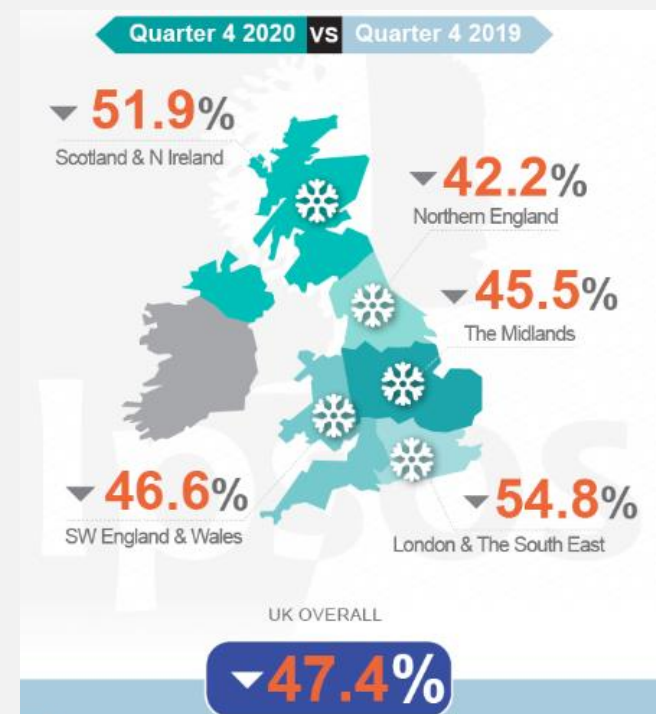 Quarter 4 2020 VS Quarter 4 2019
▼ 51.9%
Scotland & N Ireland
▼ 42.2%
Northern England
▼ 45.5%
The Midlands
▼ 46.6%
SW England & Wales
▼ 54.8%
London & The South East
UK OVERALL
▼ 47.4%
Ipsos